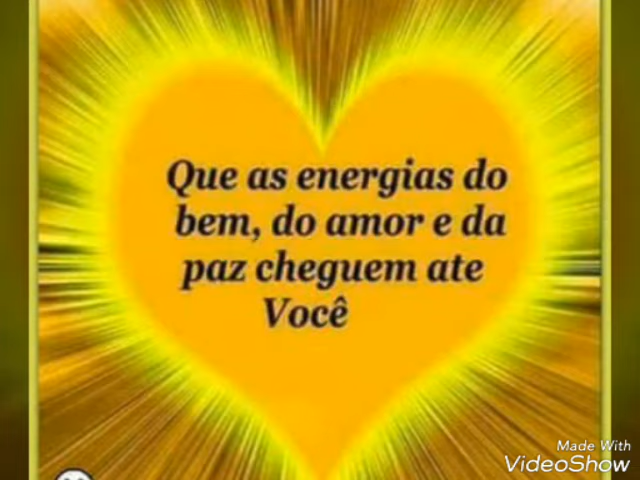 Que as energias do
bem, do amor e da
paz cheguem ate
Você
Made With
VideoShow